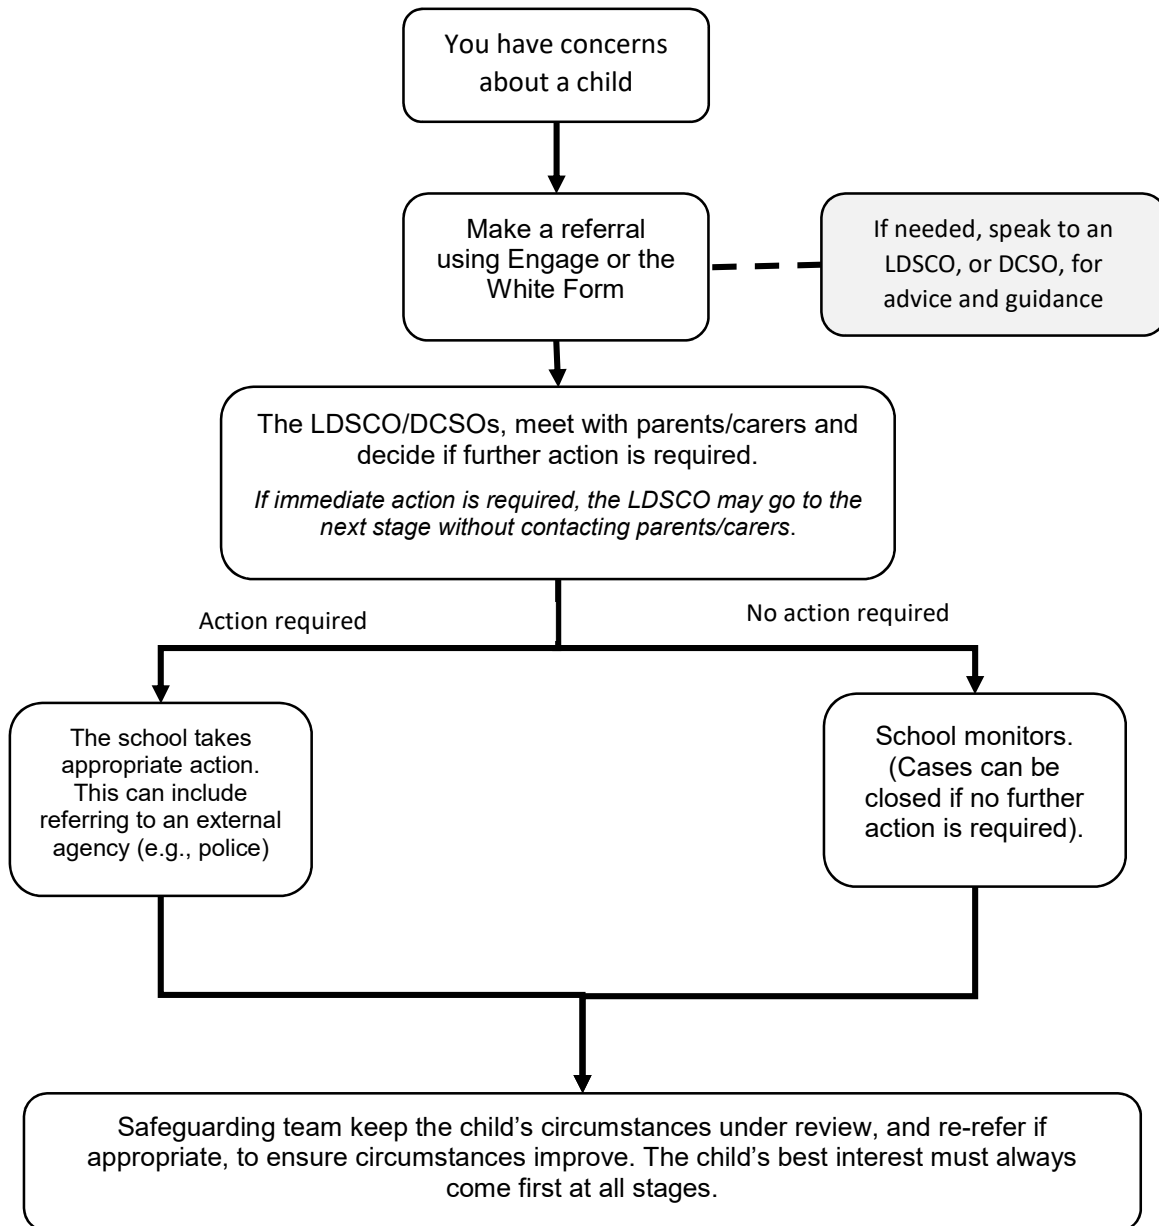 You have concerns
about a child
Make a referral
using Engage or the
White Form
If needed, speak to an
LDSCO, or DCSO, for
advice and guidance
The LDSCO/DCSOs, meet with parents/carers and
decide if further action is required.
If immediate action is required, the LDSCO may go to the
next stage without contacting parents/carers.
Action required
No action required
The school takes
appropriate action.
This can include
referring to an external
agency (e.g., police)
School monitors.
(Cases can be
closed if no further
action is required).
Safeguarding team keep the child’s circumstances under review, and re-refer if
appropriate, to ensure circumstances improve. The child’s best interest must always
come first at all stages.